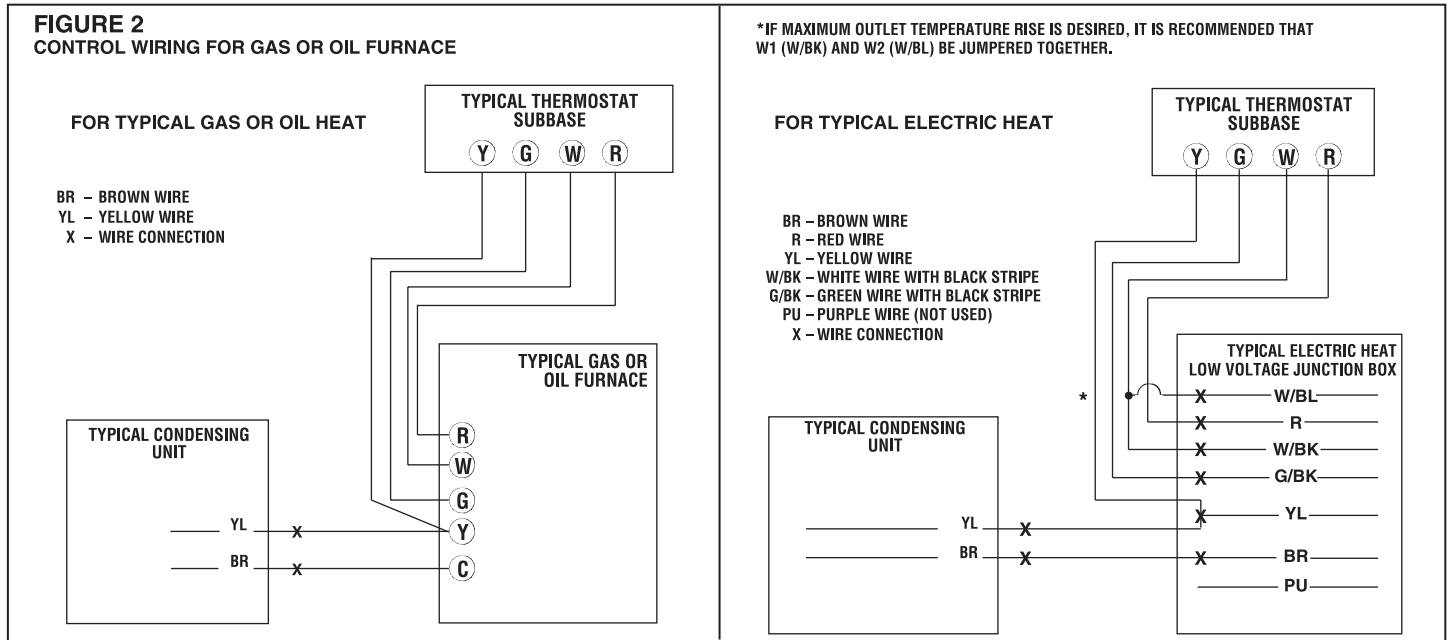 FIGURE 2
CONTROL WIRING FOR GAS OR OIL FURNACE
FOR TYPICAL GAS OR OIL HEAT
TYPICAL THERMOSTAT
SUBBASE
Y G W R
BR – BROWN WIRE
YL – YELLOW WIRE
X – WIRE CONNECTION
TYPICAL GAS OR
OIL FURNACE
R
W
G
Y
C
TYPICAL CONDENSING
UNIT
YL X
BR X
*IF MAXIMUM OUTLET TEMPERATURE RISE IS DESIRED, IT IS RECOMMENDED THAT
W1 (W/BK) AND W2 (W/BL) BE JUMPERED TOGETHER.
FOR TYPICAL ELECTRIC HEAT
TYPICAL THERMOSTAT
SUBBASE
Y G W R
BR – BROWN WIRE
R – RED WIRE
YL – YELLOW WIRE
W/BK – WHITE WIRE WITH BLACK STRIPE
G/BK – GREEN WIRE WITH BLACK STRIPE
PU – PURPLE WIRE (NOT USED)
X – WIRE CONNECTION
TYPICAL ELECTRIC HEAT
LOW VOLTAGE JUNCTION BOX
* X W/BL
X R
X W/BK
X G/BK
X YL
X BR
PU
TYPICAL CONDENSING
UNIT
YL X
BR X